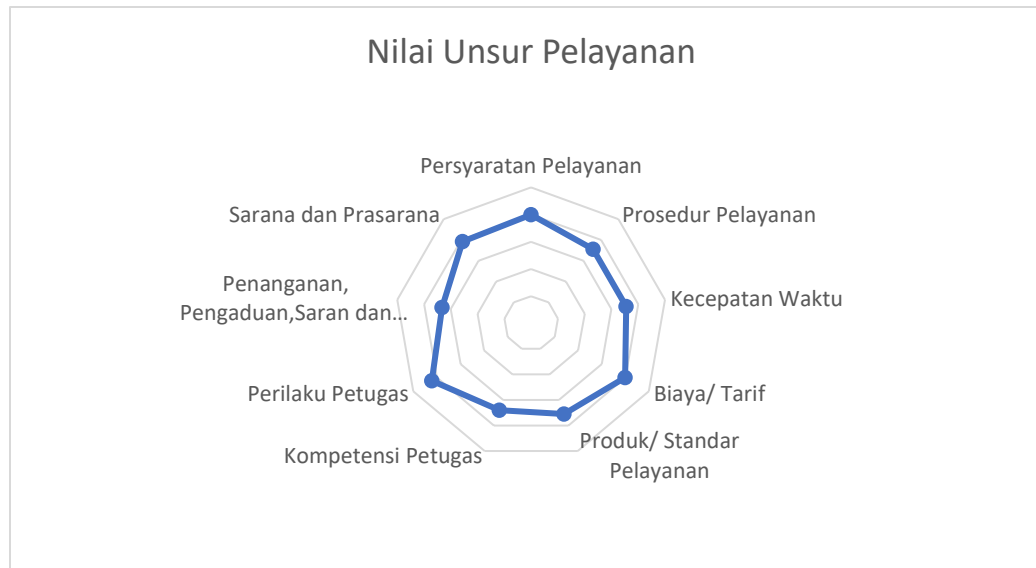 Nilai Unsur Pelayanan
Persyaratan Pelayanan
Prosedur Pelayanan
Kecepatan Waktu
Biaya/ Tarif
Produk/ Standar
Pelayanan
Kompetensi Petugas
Perilaku Petugas
Penanganan,
Pengaduan,Saran dan...
Sarana dan Prasarana